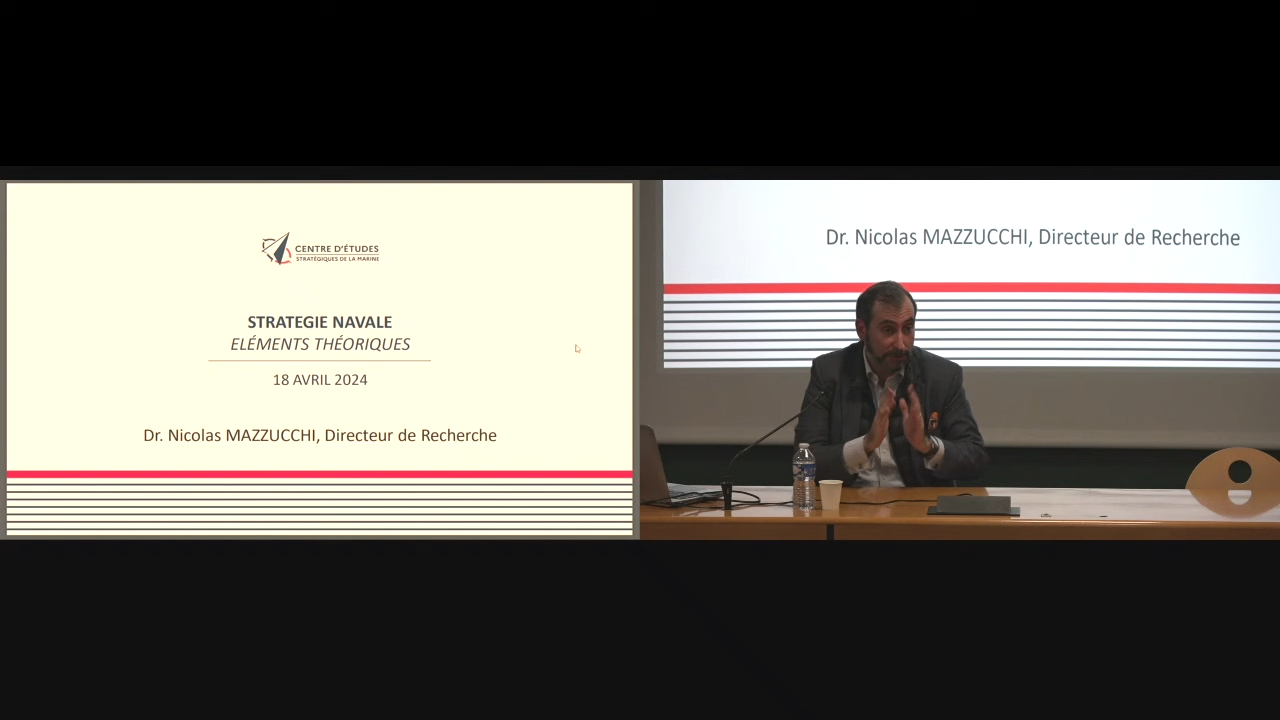 CENTRE D'ÉTUDES
STRATÉGIQUES DE LA MARINE
STRATEGIE NAVALE
ELÉMENTS THÉORIQUES
18 AVRIL 2024
Dr. Nicolas MAZZUCCHI, Directeur de Recherche
Dr. Nicolas MAZZUCCHI, Directeur de Recherche